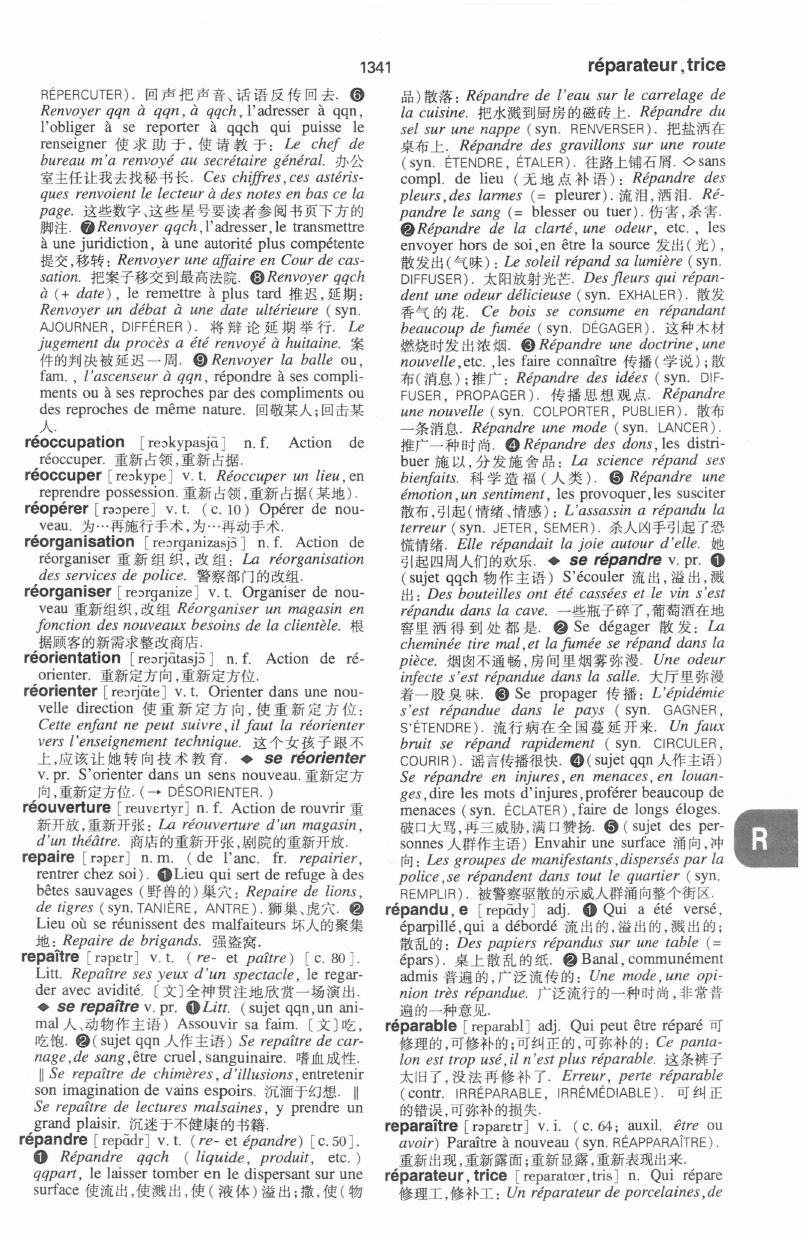 1341
réparateur,trice
RÉPERCUTER). 回声把声音、话语反传回去. ❻
Renvoyer qqn à qqn, à qqch, l'adresser à qqn,
l'obliger à se reporter à qqch qui puisse le
renseigner 使求助于,使请教于: Le chef de
bureau m'a renvoyé au secrétaire général. 办公
室主任让我去找秘书长. Ces chiffres,ces astéris-
ques renvoient le lecteur à des notes en bas ce la
page. 这些数字、这些星号要读者参阅书页下方的
脚注. ❼Renvoyer qqch,l'adresser,le transmettre
à une juridiction, à une autorité plus compétente
提交,移转: Renvoyer une affaire en Cour de cas-
sation. 把案子移交到最高法院. ❽Renvoyer qqch
à (+ date), le remettre à plus tard 推迟,延期:
Renvoyer un débat à une date ultérieure (syn.
AJOURNER, DIFFÉRER). 将辩论延期举行. Le
jugement du procès a été renvoyé à huitaine. 案
件的判决被延迟一周. ❾Renvoyer la balle ou,
fam., l'ascenseur à qqn, répondre à ses compli-
ments ou à ses reproches par des compliments ou
des reproches de même nature. 回敬某人;回击某
人.
réoccupation [reɔkypasjɑ̃] n. f. Action de
réoccuper. 重新占领,重新占据.
réoccuper [reɔkype] v. t. Réoccuper un lieu,en
reprendre possession. 重新占领,重新占据(某地).
réopérer [rəɔpere] v. t. (c. 10) Opérer de nou-
veau. 为…再施行手术,为…再动手术.
réorganisation [reɔrganizasjɔ̃] n. f. Action de
réorganiser 重新组织,改组: La réorganisation
des services de police. 警察部门的改组.
réorganiser [reɔrganize] v. t. Organiser de nou-
veau 重新组织,改组 Réorganiser un magasin en
fonction des nouveaux besoins de la clientèle. 根
据顾客的新需求整改商店.
réorientation [reɔrjɑ̃tasjɔ̃] n. f. Action de ré-
orienter. 重新定方向,重新定方位.
réorienter [reɔrjɑ̃te] v. t. Orienter dans une nou-
velle direction 使重新定方向,使重新定方位:
Cette enfant ne peut suivre,il faut la réorienter
vers l'enseignement technique. 这个女孩子跟不
上,应该让她转向技术教育. ◆ se réorienter
v. pr. S'orienter dans un sens nouveau. 重新定方
向,重新定方位. (→ DÉSORIENTER.)
réouverture [reuvɛrtyr] n. f. Action de rouvrir 重
新开放,重新开张: La réouverture d'un magasin,
d'un théâtre. 商店的重新开张,剧院的重新开放.
repaire [rəpɛr] n. m. (de l'anc. fr. repairier,
rentrer chez soi). ❶Lieu qui sert de refuge à des
bêtes sauvages (野兽的)巢穴: Repaire de lions,
de tigres (syn. TANIÈRE, ANTRE). 狮巢、虎穴. ❷
Lieu où se réunissent des malfaiteurs 坏人的聚集
地: Repaire de brigands. 强盗窝.
repaître [rəpɛtr] v. t. (re- et paître) [c. 80].
Litt. Repaître ses yeux d'un spectacle, le regar-
der avec avidité. 〔文〕全神贯注地欣赏一场演出.
◆ se repaître v. pr. ❶Litt. (sujet qqn,un ani-
mal 人、动物作主语) Assouvir sa faim. 〔文〕吃,
吃饱. ❷(sujet qqn 人作主语) Se repaître de car-
nage,de sang,être cruel, sanguinaire. 嗜血成性.
‖ Se repaître de chimères, d'illusions, entretenir
son imagination de vains espoirs. 沉湎于幻想. ‖
Se repaître de lectures malsaines, y prendre un
grand plaisir. 沉迷于不健康的书籍.
répandre [repɑ̃dr] v. t. (re- et épandre) [c. 50].
❶ Répandre qqch ( liquide, produit, etc. )
qqpart, le laisser tomber en le dispersant sur une
surface 使流出,使溅出,使(液体)溢出;撒,使(物
品)散落: Répandre de l'eau sur le carrelage de
la cuisine. 把水溅到厨房的磁砖上. Répandre du
sel sur une nappe (syn. RENVERSER). 把盐洒在
桌布上. Répandre des gravillons sur une route
(syn. ÉTENDRE, ÉTALER). 往路上铺石屑. ◇sans
compl. de lieu (无地点补语): Répandre des
pleurs,des larmes (= pleurer). 流泪,洒泪. Ré-
pandre le sang (= blesser ou tuer). 伤害,杀害.
❷Répandre de la clarté, une odeur, etc. , les
envoyer hors de soi,en être la source 发出(光),
散发出(气味): Le soleil répand sa lumière (syn.
DIFFUSER). 太阳放射光芒. Des fleurs qui répan-
dent une odeur délicieuse (syn. EXHALER). 散发
香气的花. Ce bois se consume en répandant
beaucoup de fumée (syn. DÉGAGER). 这种木材
燃烧时发出浓烟. ❸Répandre une doctrine,une
nouvelle,etc. ,les faire connaître 传播(学说);散
布(消息);推广: Répandre des idées (syn. DIF-
FUSER, PROPAGER). 传播思想观点. Répandre
une nouvelle (syn. COLPORTER, PUBLIER). 散布
一条消息. Répandre une mode (syn. LANCER).
推广一种时尚. ❹Répandre des dons,les distri-
buer 施以,分发施舍品: La science répand ses
bienfaits. 科学造福(人类). ❺Répandre une
émotion,un sentiment, les provoquer,les susciter
散布,引起(情绪、情感): L'assassin a répandu la
terreur (syn. JETER, SEMER). 杀人凶手引起了恐
慌情绪. Elle répandait la joie autour d'elle. 她
引起四周人们的欢乐. ◆ se répandre v. pr. ❶
(sujet qqch 物作主语) S'écouler 流出,溢出,溅
出: Des bouteilles ont été cassées et le vin s'est
répandu dans la cave. 一些瓶子碎了,葡萄酒在地
窖里洒得到处都是. ❷ Se dégager 散发: La
cheminée tire mal,et la fumée se répand dans la
pièce. 烟囱不通畅,房间里烟雾弥漫. Une odeur
infecte s'est répandue dans la salle. 大厅里弥漫
着一股臭味. ❸ Se propager 传播: L'épidémie
s'est répandue dans le pays (syn. GAGNER,
S'ÉTENDRE). 流行病在全国蔓延开来. Un faux
bruit se répand rapidement (syn. CIRCULER,
COURIR). 谣言传播很快. ❹(sujet qqn 人作主语)
Se répandre en injures,en menaces,en louan-
ges,dire les mots d'injures,proférer beaucoup de
menaces (syn. ÉCLATER),faire de longs éloges.
破口大骂,再三威胁,满口赞扬. ❺(sujet des per-
sonnes 人群作主语) Envahir une surface 涌向,冲
向: Les groupes de manifestants,dispersés par la
police,se répandent dans tout le quartier (syn.
REMPLIR). 被警察驱散的示威人群涌向整个街区.
R
répandu,e [repɑ̃dy] adj. ❶ Qui a été versé,
éparpillé,qui a débordé 流出的,溢出的,溅出的;
散乱的: Des papiers répandus sur une table (=
épars). 桌上散乱的纸. ❷Banal,communément
admis 普遍的,广泛流传的: Une mode,une opi-
nion très répandue. 广泛流行的一种时尚,非常普
遍的一种意见.
réparable [reparabl] adj. Qui peut être réparé 可
修理的,可修补的;可纠正的,可弥补的: Ce panta-
lon est trop usé,il n'est plus réparable. 这条裤子
太旧了,没法再修补了. Erreur, perte réparable
(contr. IRRÉPARABLE, IRRÉMÉDIABLE). 可纠正
的错误,可弥补的损失.
reparaître [rəparɛtr] v. i. (c. 64; auxil. être ou
avoir) Paraître à nouveau (syn. RÉAPPARAÎTRE).
重新出现,重新露面;重新显露,重新表现出来.
réparateur,trice [reparatœr,tris] n. Qui répare
修理工,修补工: Un réparateur de porcelaines,de